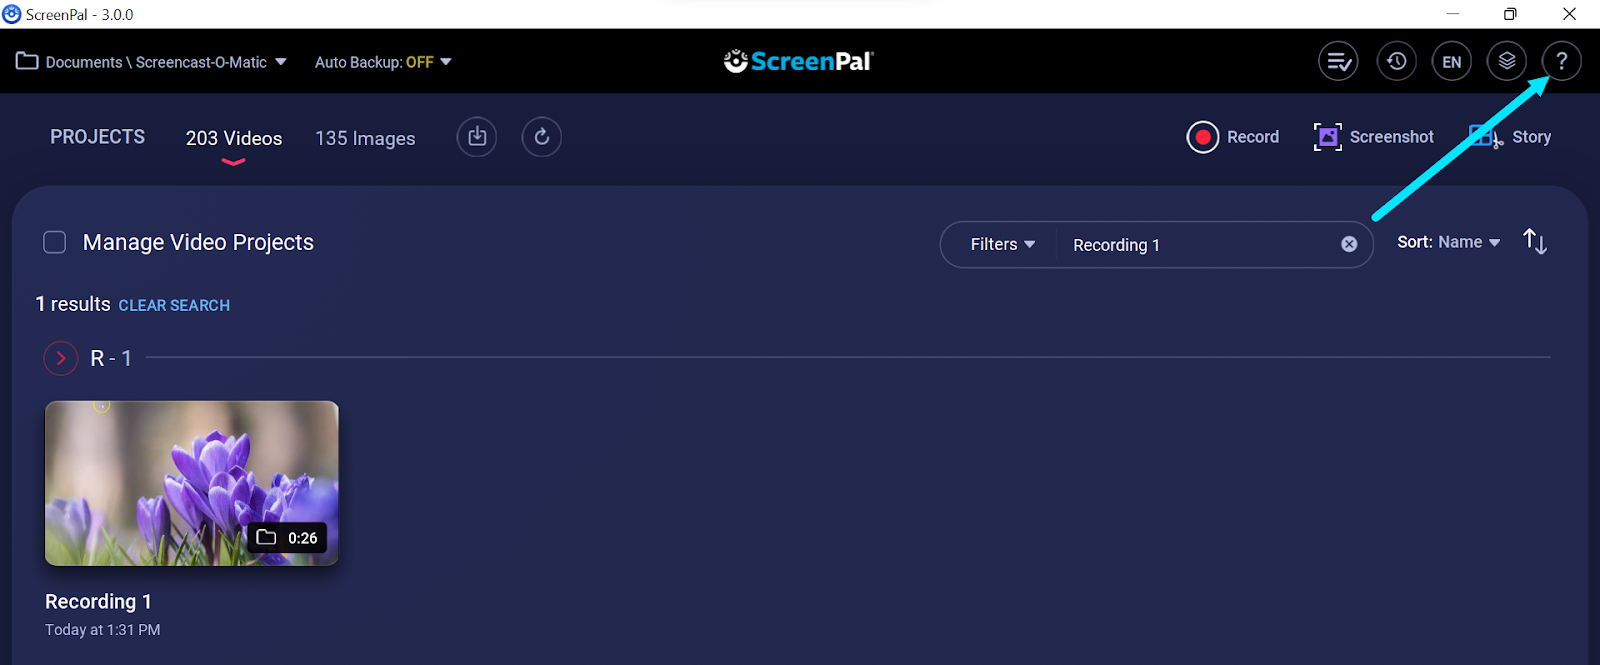 ScreenPal - 3.0.0
Documents \ Screencast-O-Matic Auto Backup: OFF ScreenPal® EN ?
PROJECTS 203 Videos 135 Images Record Screenshot Story
Manage Video Projects Filters Recording 1 Sort: Name
1 results CLEAR SEARCH
R - 1
0:26
Recording 1
Today at 1:31 PM